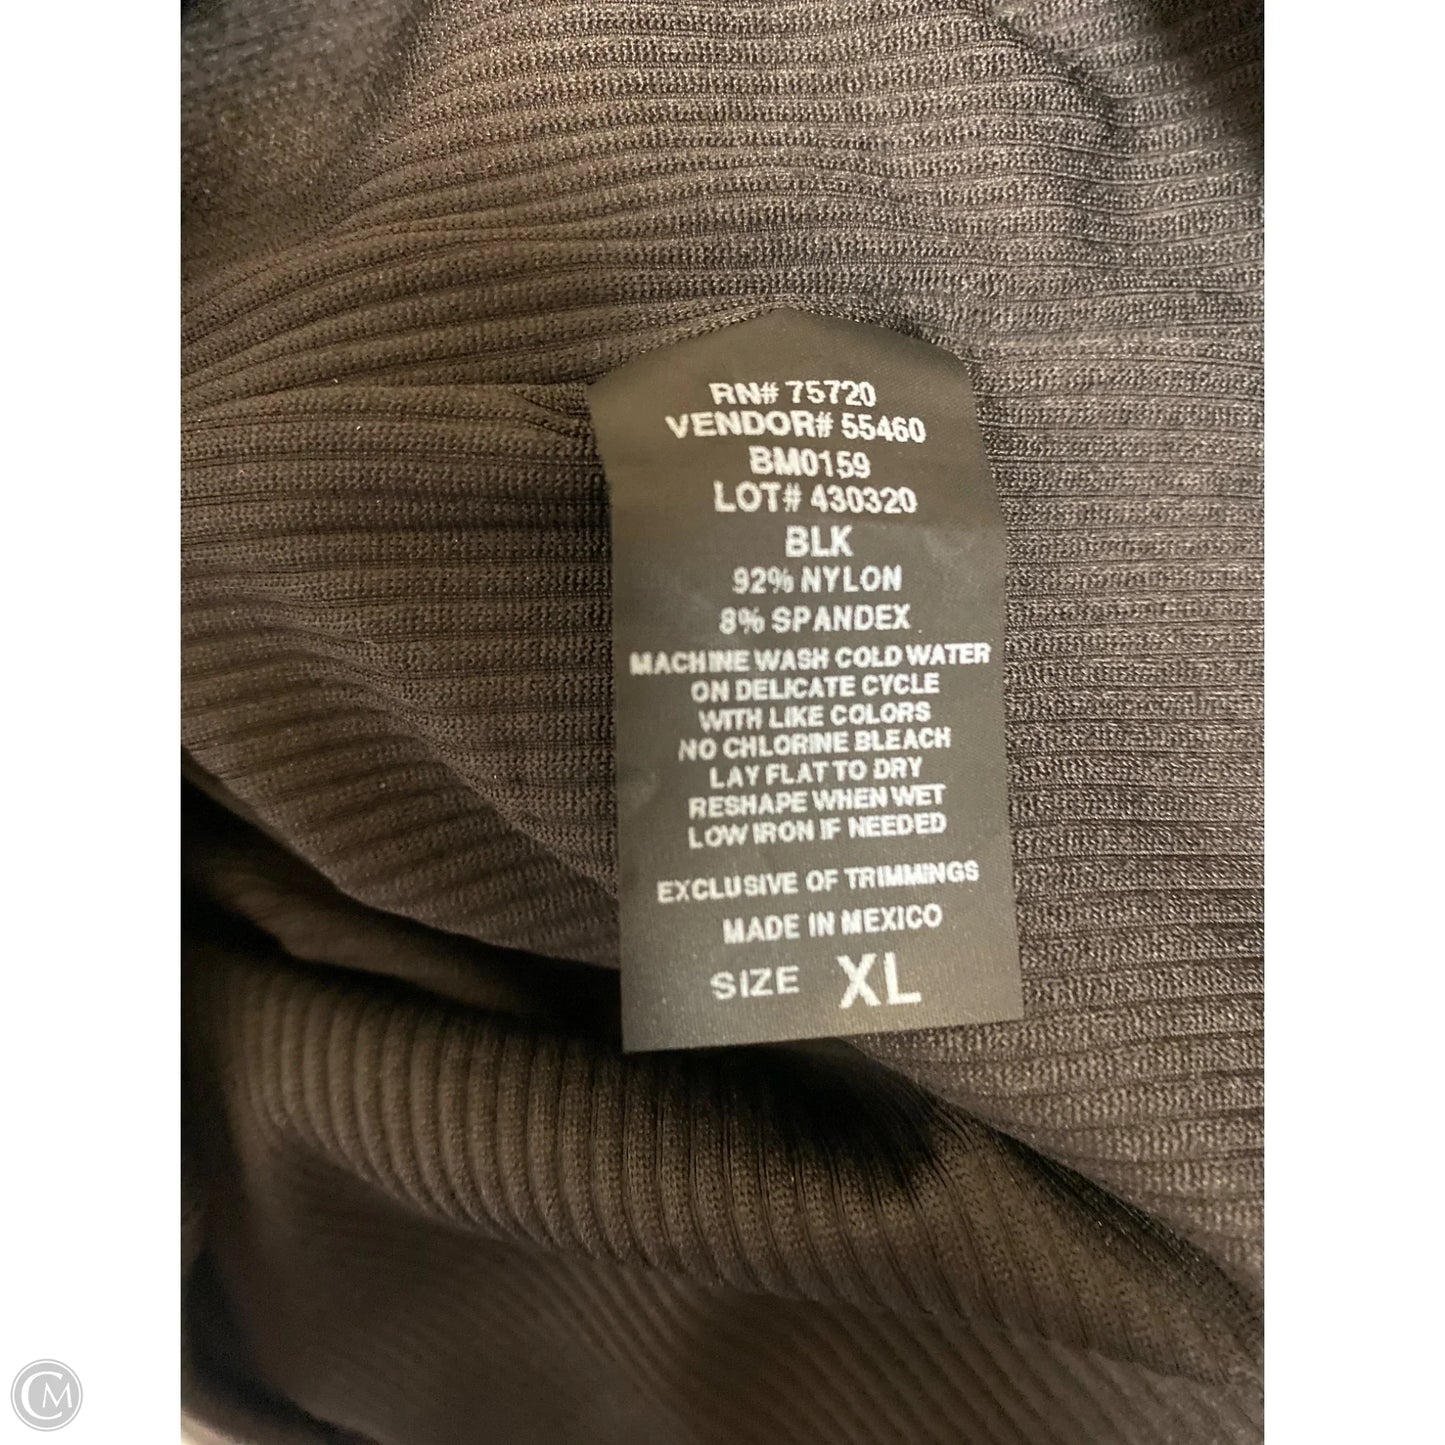 RN# 75720
VENDOR# 55460
BM0159
LOT# 430320
BLK
92% NYLON
8% SPANDEX
MACHINE WASH COLD WATER
ON DELICATE CYCLE
WITH LIKE COLORS
NO CHLORINE BLEACH
LAY FLAT TO DRY
RESHAPE WHEN WET
LOW IRON IF NEEDED
EXCLUSIVE OF TRIMMINGS
MADE IN MEXICO
SIZE XL
CM